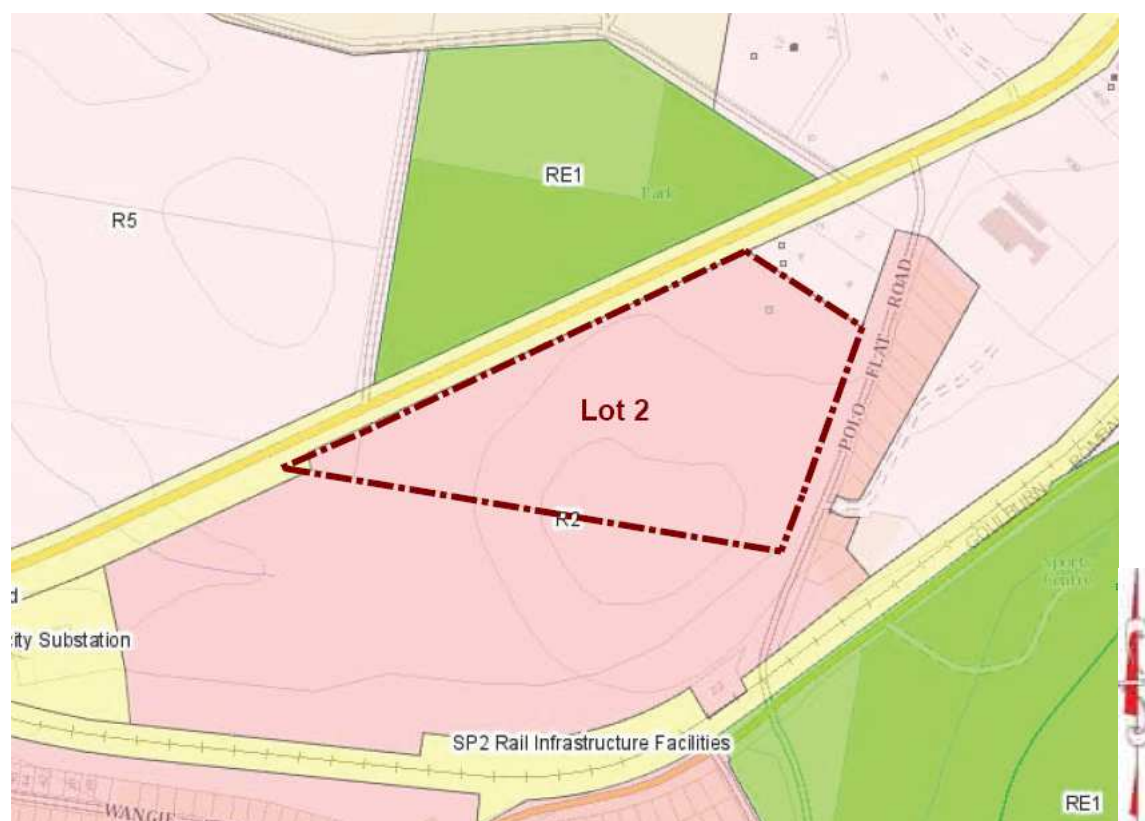 RE1
Park
R5
POLO FLAT ROAD
Lot 2
R2
GOULBURN
Sports
Centre
d
city Substation
SP2 Rail Infrastructure Facilities
RE1
WANGIE